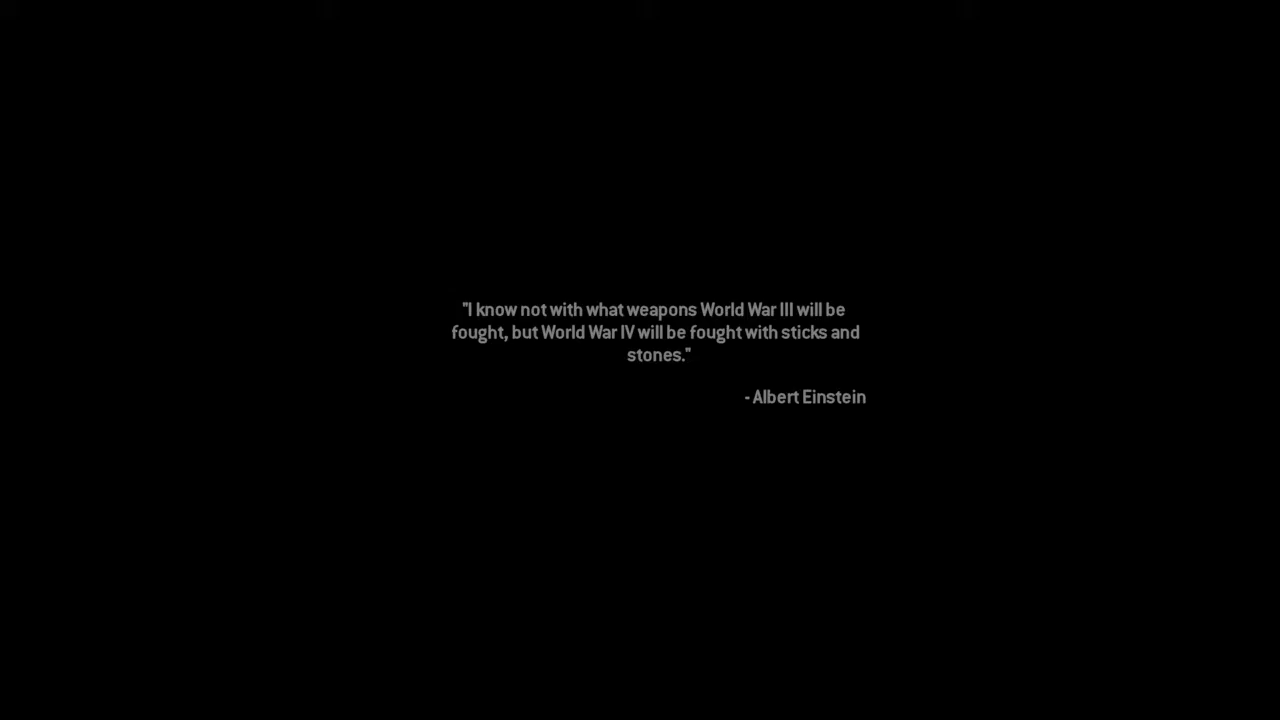 "I know not with what weapons World War III will be
fought, but World War IV will be fought with sticks and
stones."
- Albert Einstein